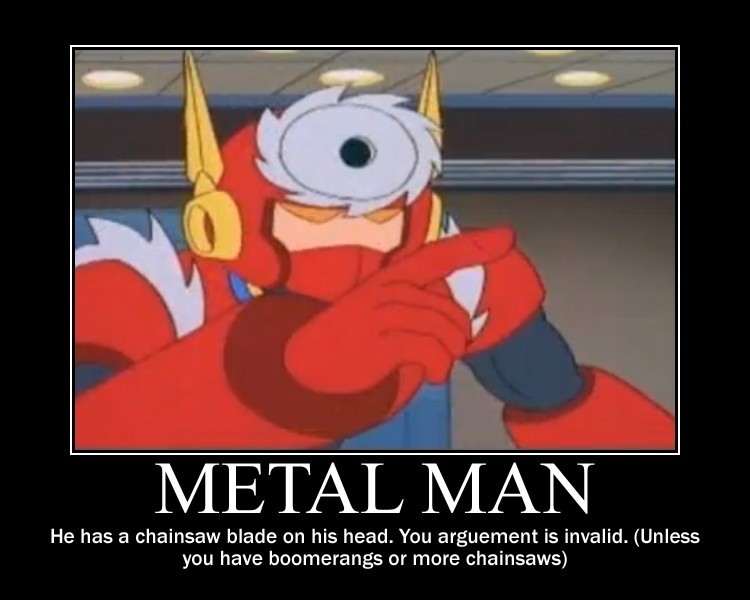 METAL MAN
He has a chainsaw blade on his head. You arguement is invalid. (Unless
you have boomerangs or more chainsaws)